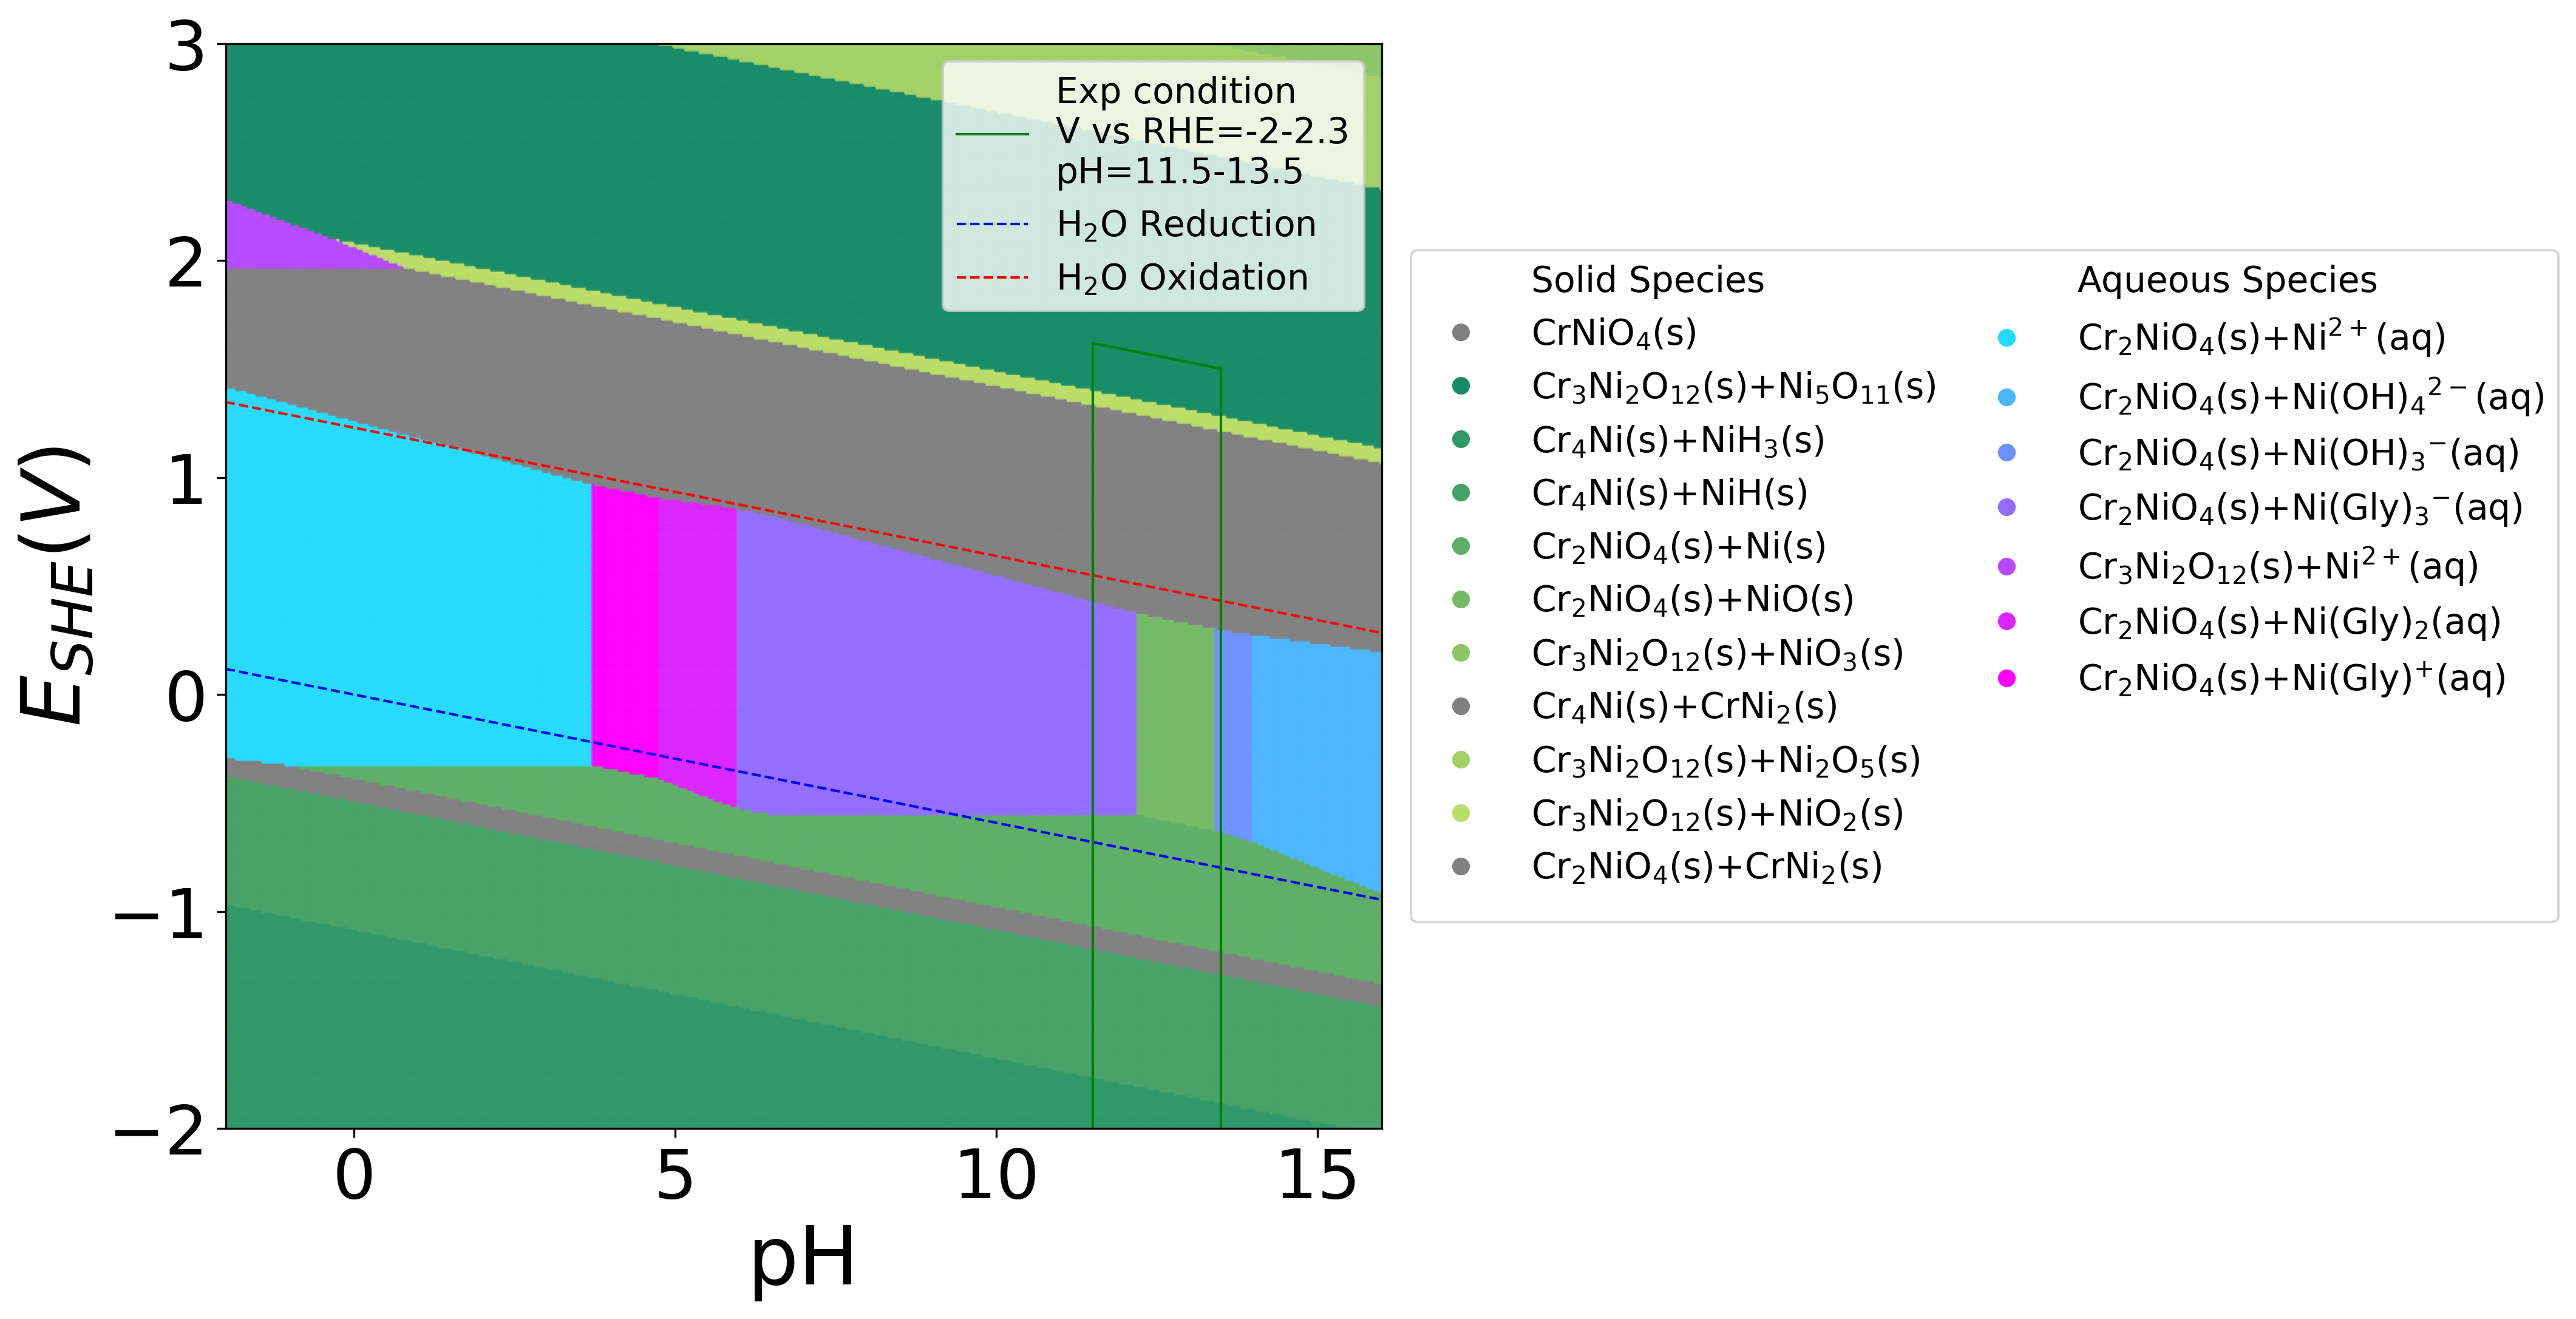 3
2
1
0
−1
−2
E_{SHE}(V)
0 5 10 15
pH
Exp condition
V vs RHE=-2-2.3
pH=11.5-13.5
H₂O Reduction
H₂O Oxidation
Solid Species
CrNiO₄(s)
Cr₃Ni₂O₁₂(s)+Ni₅O₁₁(s)
Cr₄Ni(s)+NiH₃(s)
Cr₄Ni(s)+NiH(s)
Cr₂NiO₄(s)+Ni(s)
Cr₂NiO₄(s)+NiO(s)
Cr₃Ni₂O₁₂(s)+NiO₃(s)
Cr₄Ni(s)+CrNi₂(s)
Cr₃Ni₂O₁₂(s)+Ni₂O₅(s)
Cr₃Ni₂O₁₂(s)+NiO₂(s)
Cr₂NiO₄(s)+CrNi₂(s)
Aqueous Species
Cr₂NiO₄(s)+Ni²⁺(aq)
Cr₂NiO₄(s)+Ni(OH)₄²⁻(aq)
Cr₂NiO₄(s)+Ni(OH)₃⁻(aq)
Cr₂NiO₄(s)+Ni(Gly)₃⁻(aq)
Cr₃Ni₂O₁₂(s)+Ni²⁺(aq)
Cr₂NiO₄(s)+Ni(Gly)₂(aq)
Cr₂NiO₄(s)+Ni(Gly)⁺(aq)